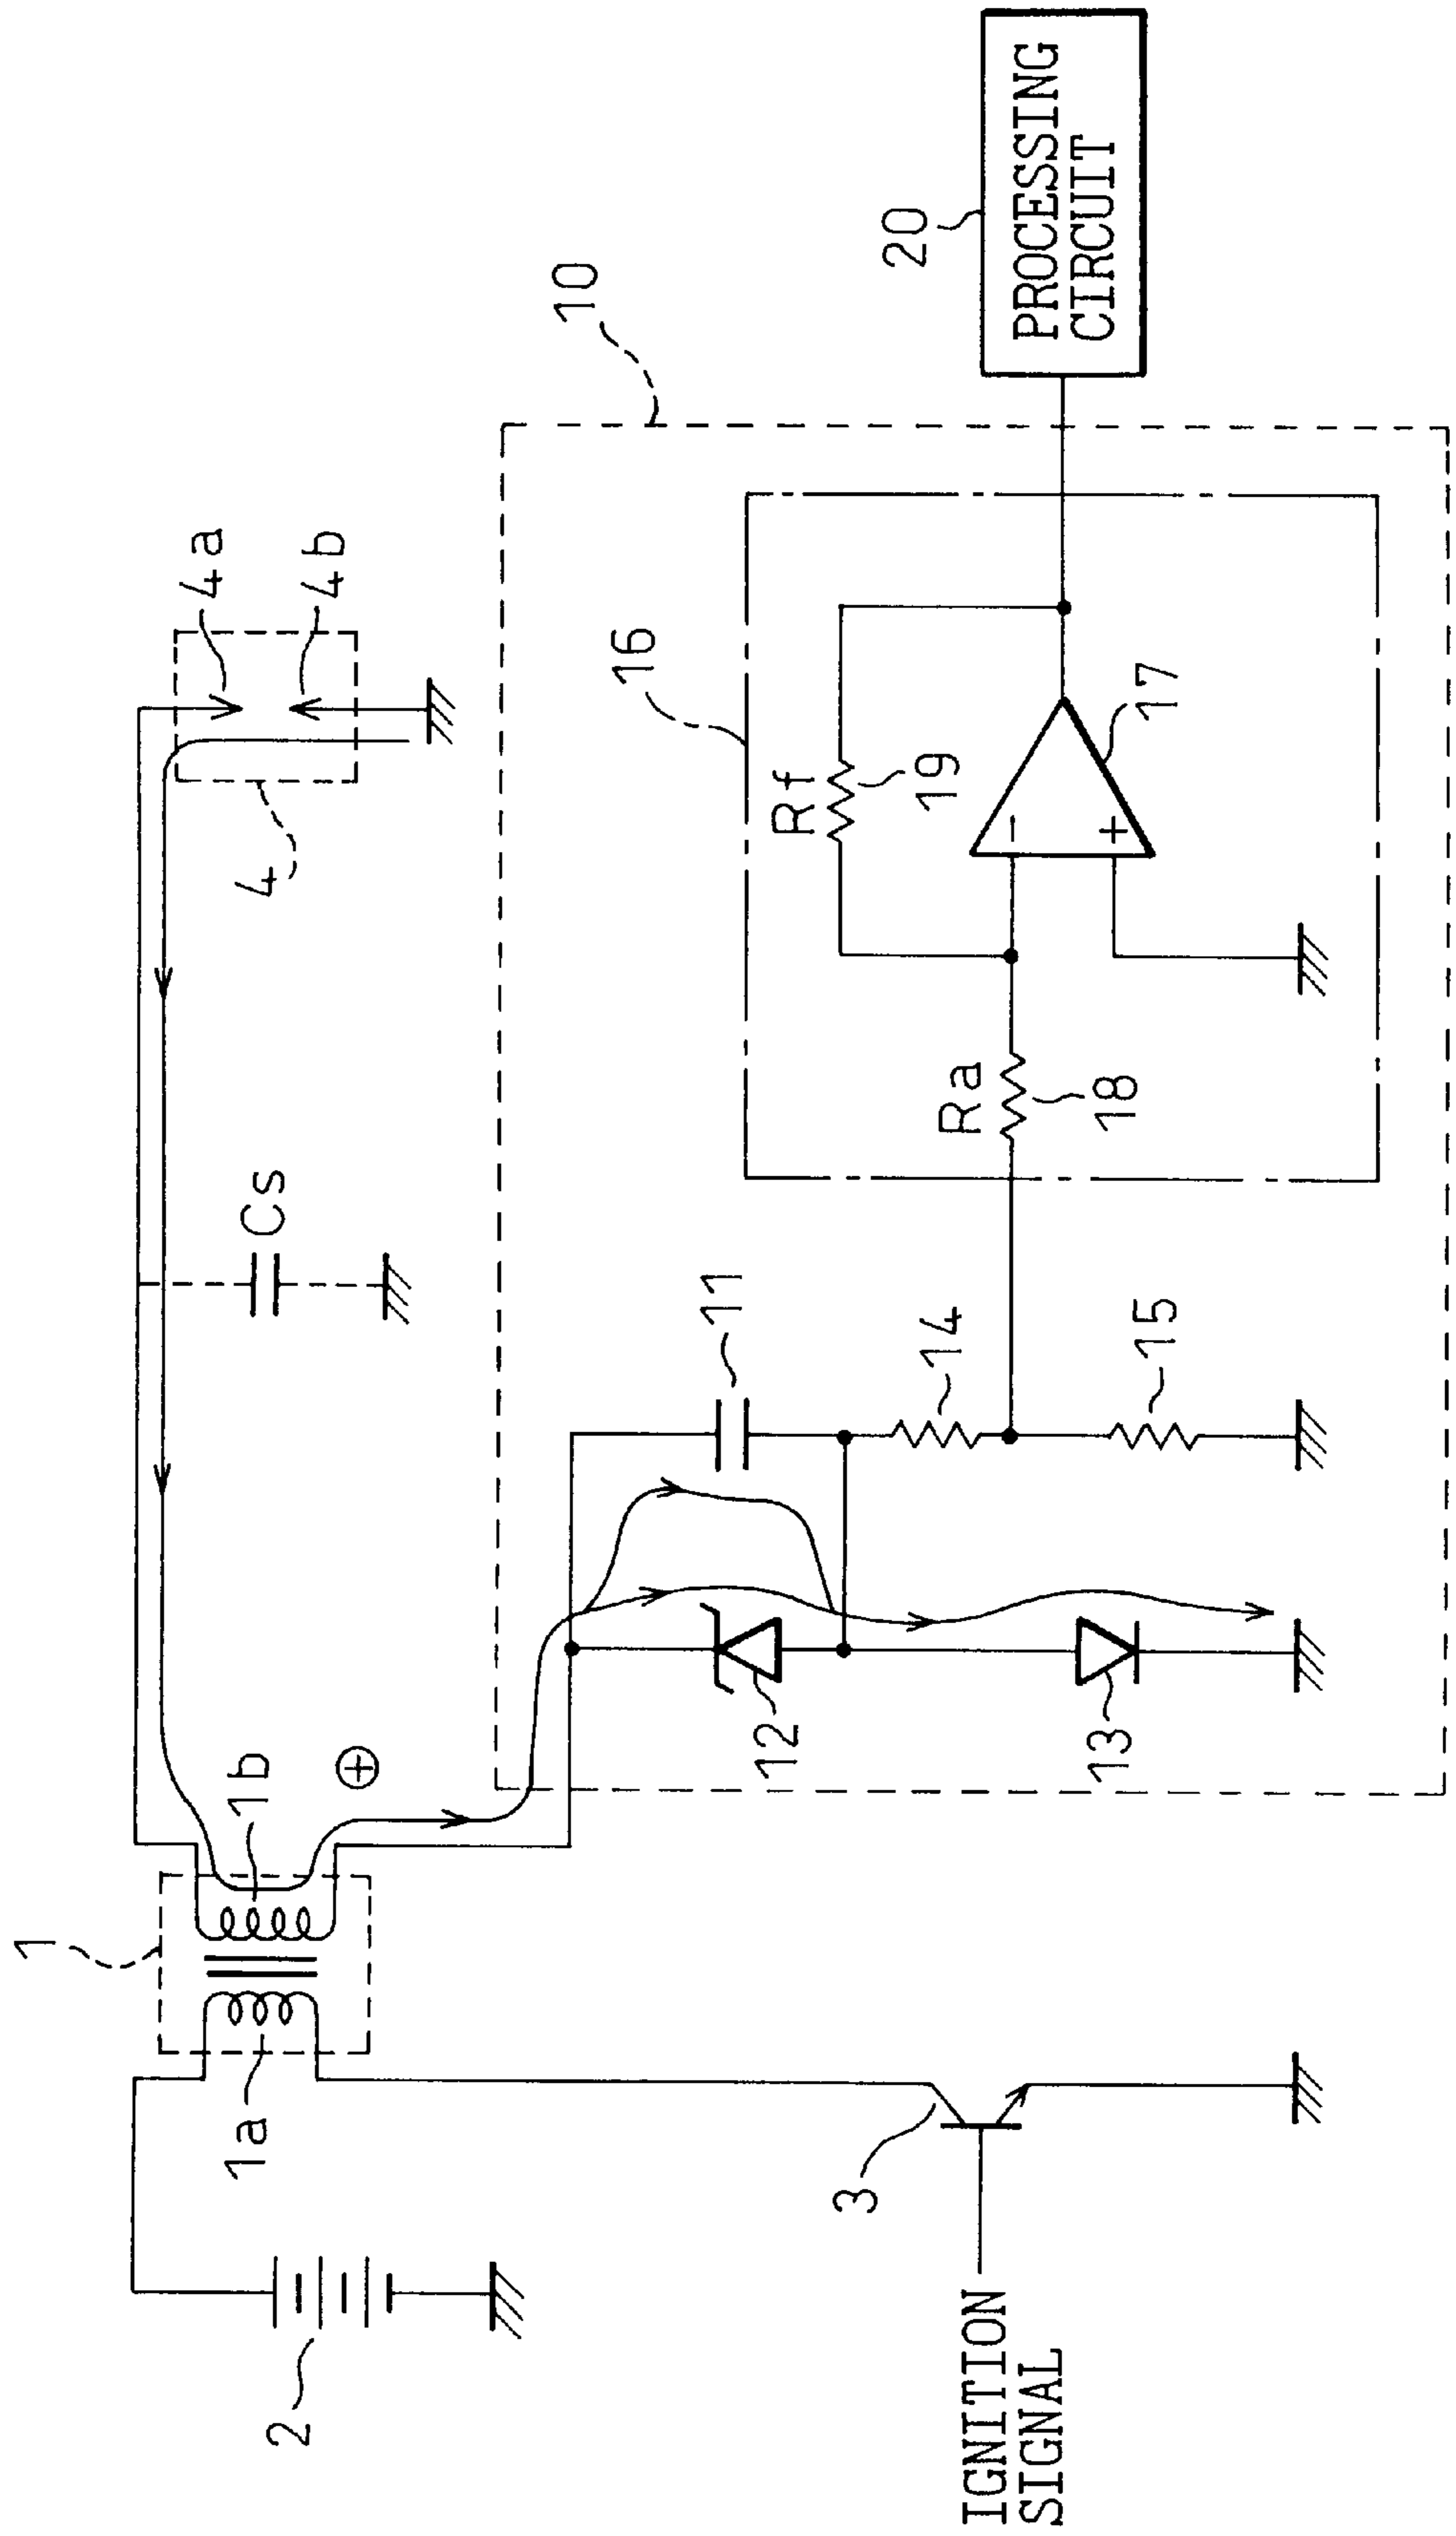 1
1a
1b
2
3
IGNITION
SIGNAL
Cs
4
4a
4b
10
11
12
13
14
15
16
Ra
18
Rf
19
17
−
+
+
20
PROCESSING
CIRCUIT